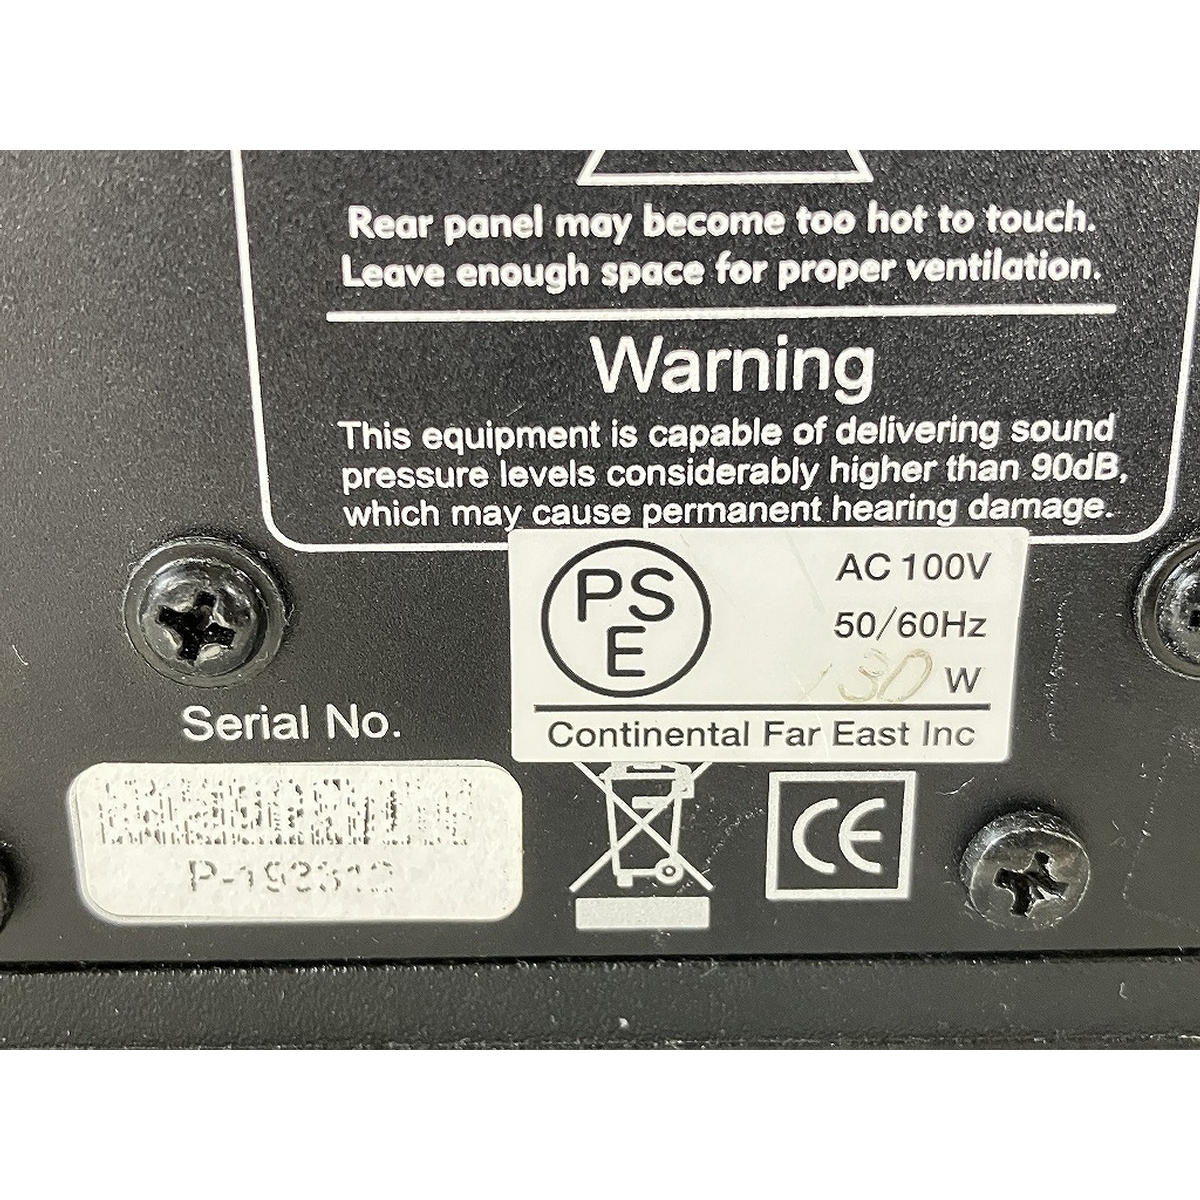 Rear panel may become too hot to touch.
Leave enough space for proper ventilation.
Warning
This equipment is capable of delivering sound
pressure levels considerably higher than 90dB,
which may cause permanent hearing damage.
PS
E
AC 100V
50/60Hz
W
Continental Far East Inc
Serial No.
CE